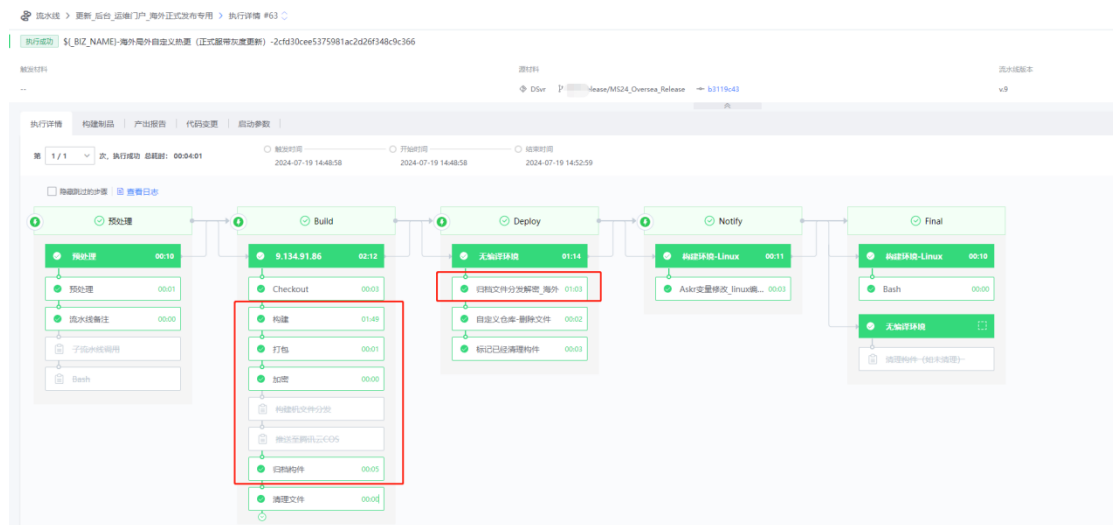 流水线 > 更新_后台_运维门户_海外正式发布专用 > 执行详情 #63
执行成功 ${_BIZ_NAME}-海外局外自定义热更（正式服带灰度更新）-2cfd30cee5375981ac2d26f348c9c366
触发材料 源材料 流水线版本
-- DSvr lease/MS24_Oversea_Release b3119c43 v.9
执行详情 构建制品 产出报告 代码变更 启动参数
第 1 / 1 次，执行成功 总耗时：00:04:01
触发时间 开始时间 结束时间
2024-07-19 14:48:58 2024-07-19 14:48:58 2024-07-19 14:52:59
隐藏跳过的步骤 查看日志
预处理
预处理 00:10
预处理 00:01
流水线备注 00:00
子流水线调用
Bash
Build
9.134.91.86 02:12
Checkout 00:03
构建 01:49
打包 00:01
加密 00:00
构建机文件分发
推送至腾讯云COS
归档构件 00:05
清理文件 00:00
Deploy
无编译环境 01:14
归档文件分发解密_海外 01:03
自定义仓库-删除文件 00:02
标记已经清理构件 00:03
Notify
构建环境-Linux 00:11
Askr变量修改_linux编... 00:03
Final
构建环境-Linux 00:10
Bash 00:00
无编译环境
清理构件（如未清理）